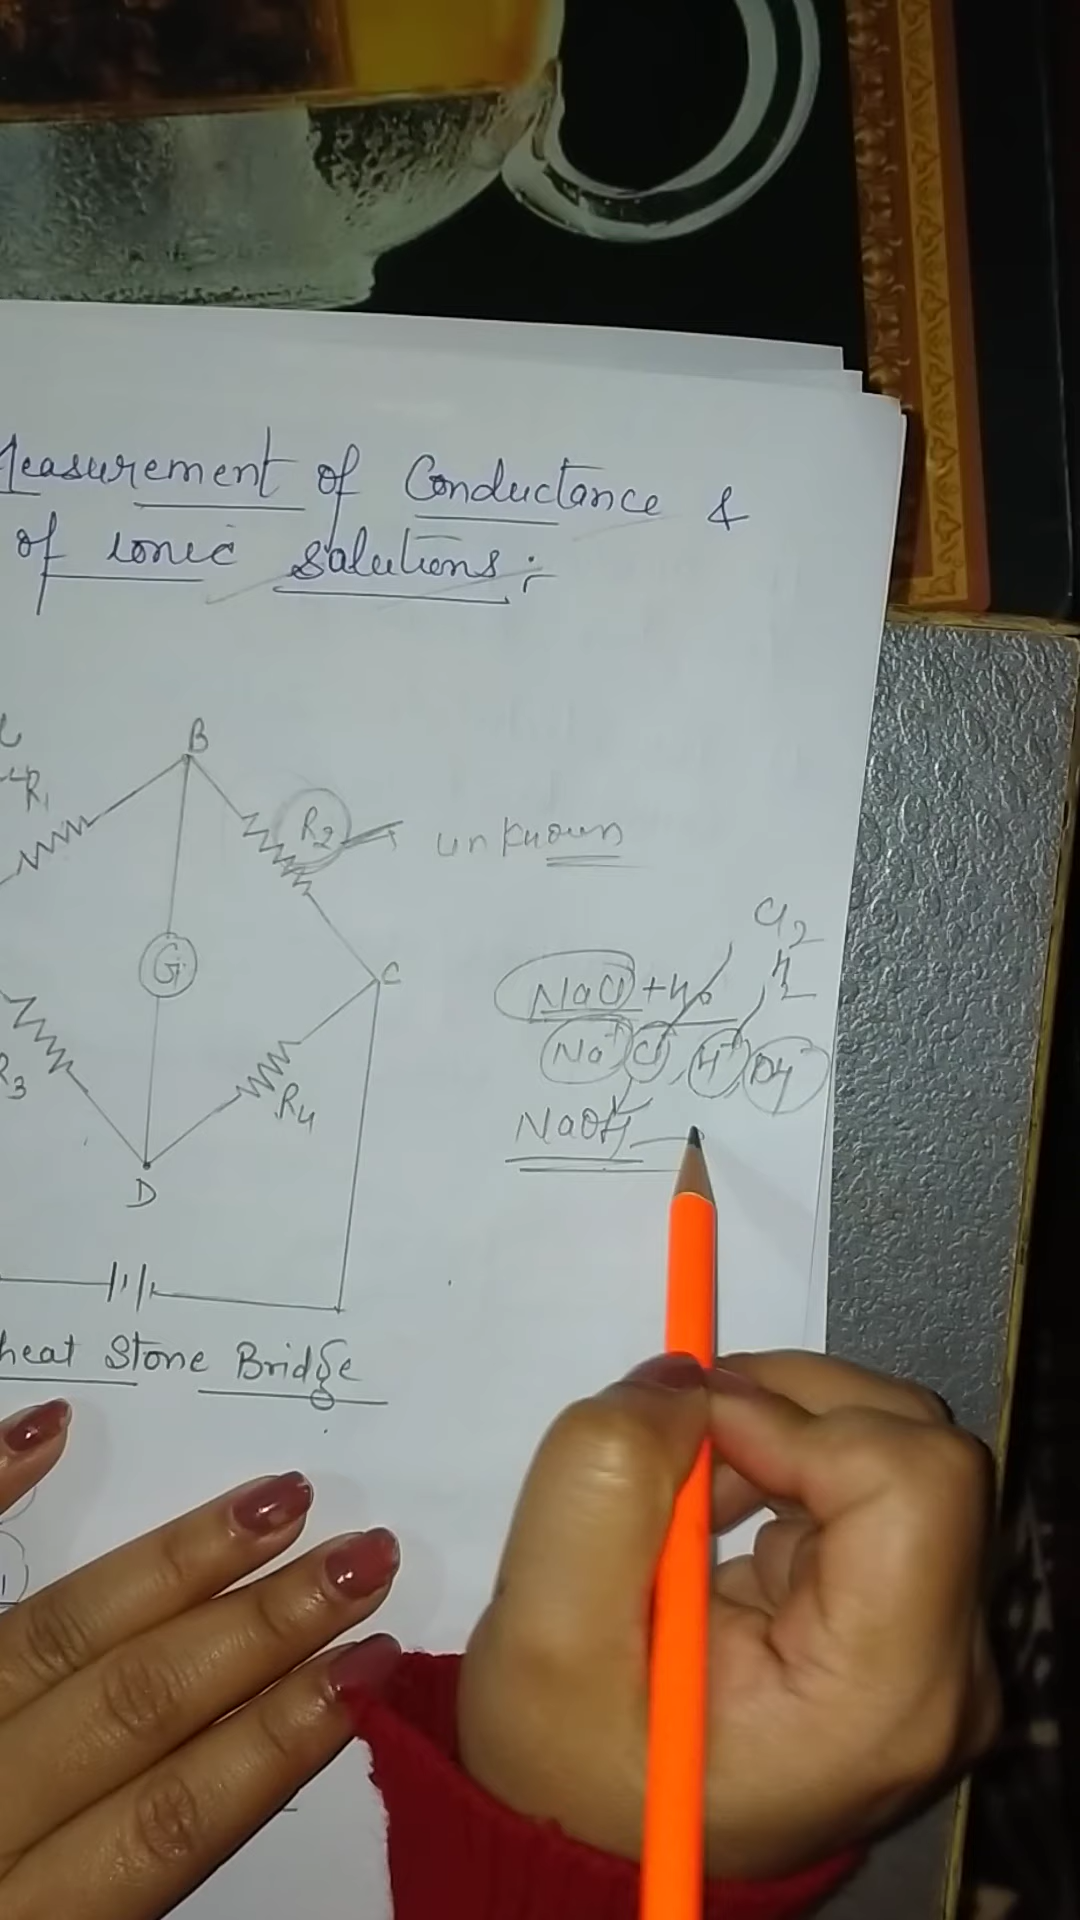 Measurement of Conductance &
of ionic Salutions :-
B
R1
R2
unknown
Cl2
H2
G
C
NaCl + H2O
Na+ Cl- H+ OH-
R3
R4
NaOH
D
heat Stone Bridge